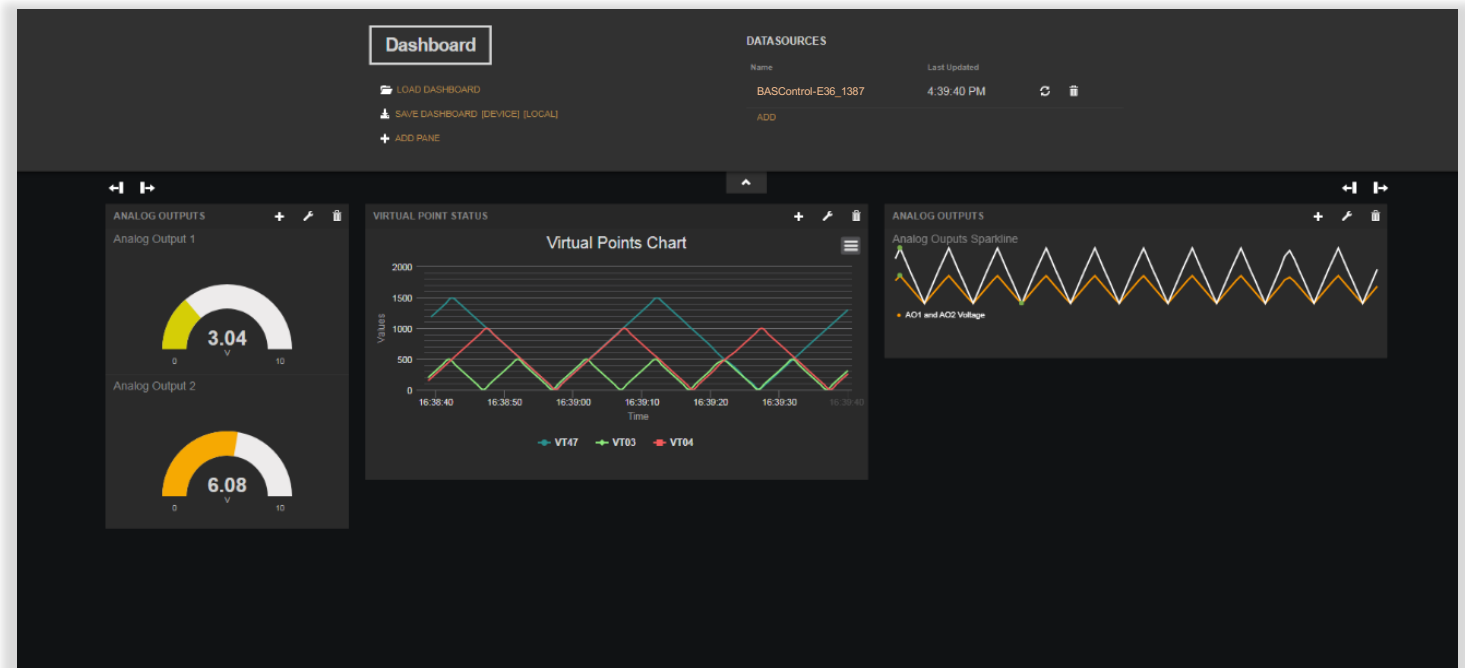 Dashboard
LOAD DASHBOARD
SAVE DASHBOARD [DEVICE] [LOCAL]
ADD PANE
DATASOURCES
Name Last Updated
BASControl-E36_1387 4:39:40 PM
ADD
ANALOG OUTPUTS
Analog Output 1
3.04
V
0 10
Analog Output 2
6.08
V
0 10
VIRTUAL POINT STATUS
Virtual Points Chart
Values
2000
1500
1000
500
0
16:38:40 16:38:50 16:39:00 16:39:10 16:39:20 16:39:30 16:39:40
Time
VT47 VT03 VT04
ANALOG OUTPUTS
Analog Ouputs Sparkline
AO1 and AO2 Voltage